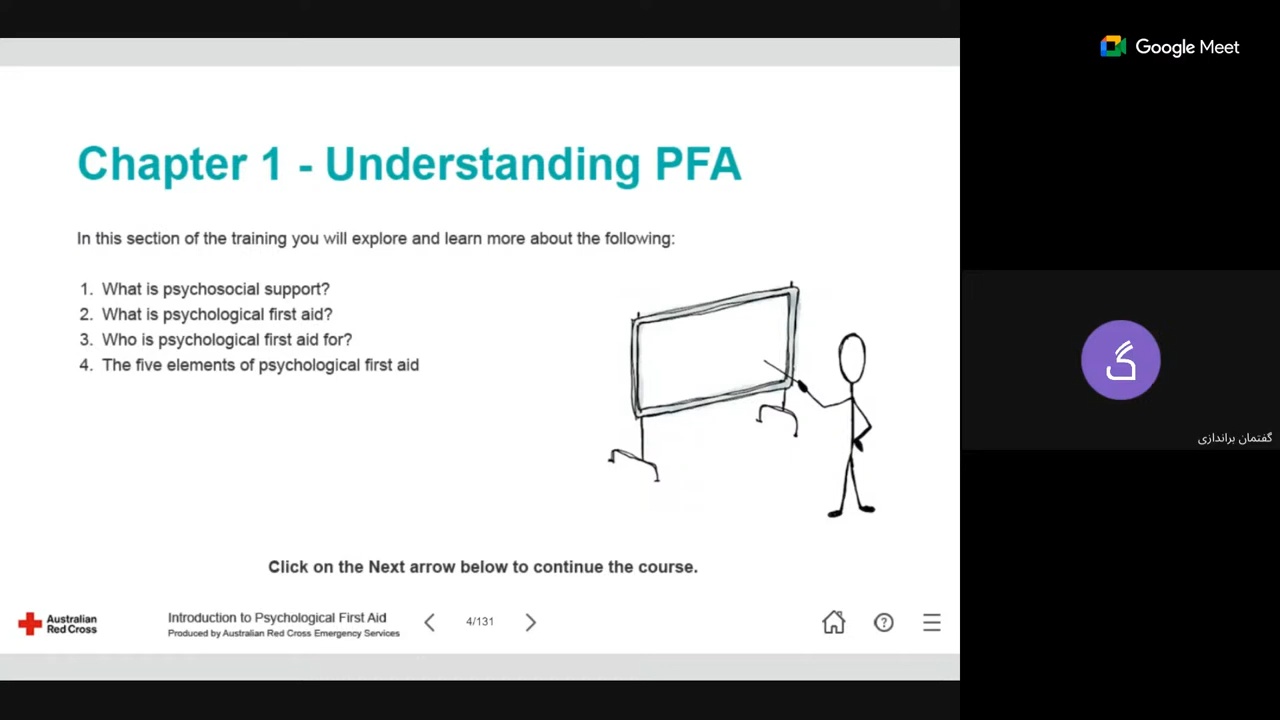 Google Meet
Chapter 1 - Understanding PFA
In this section of the training you will explore and learn more about the following:
1. What is psychosocial support?
2. What is psychological first aid?
3. Who is psychological first aid for?
4. The five elements of psychological first aid
گ
گفتمان براندازی
Click on the Next arrow below to continue the course.
Australian
Red Cross
Introduction to Psychological First Aid
Produced by Australian Red Cross Emergency Services
4/131
?